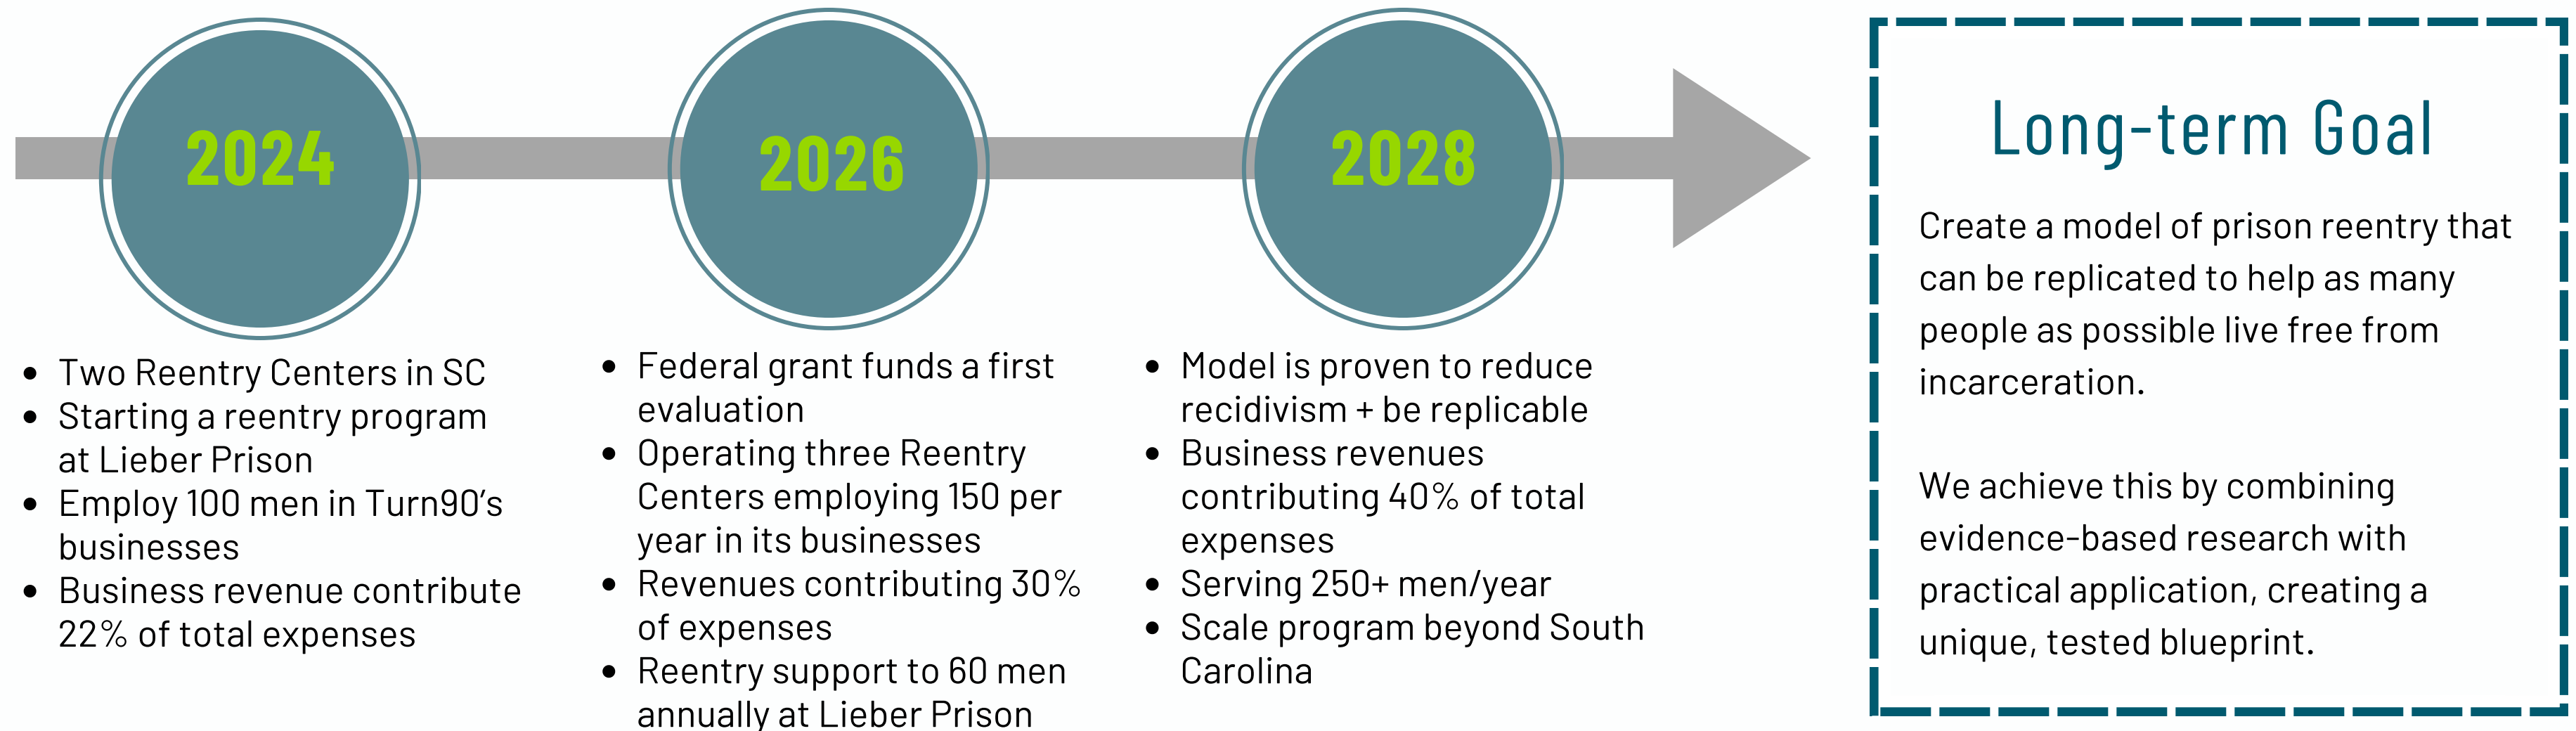 2024
• Two Reentry Centers in SC
• Starting a reentry program
at Lieber Prison
• Employ 100 men in Turn90’s
businesses
• Business revenue contribute
22% of total expenses
2026
• Federal grant funds a first
evaluation
• Operating three Reentry
Centers employing 150 per
year in its businesses
• Revenues contributing 30%
of expenses
• Reentry support to 60 men
annually at Lieber Prison
2028
• Model is proven to reduce
recidivism + be replicable
• Business revenues
contributing 40% of total
expenses
• Serving 250+ men/year
• Scale program beyond South
Carolina
Long-term Goal
Create a model of prison reentry that
can be replicated to help as many
people as possible live free from
incarceration.
We achieve this by combining
evidence-based research with
practical application, creating a
unique, tested blueprint.